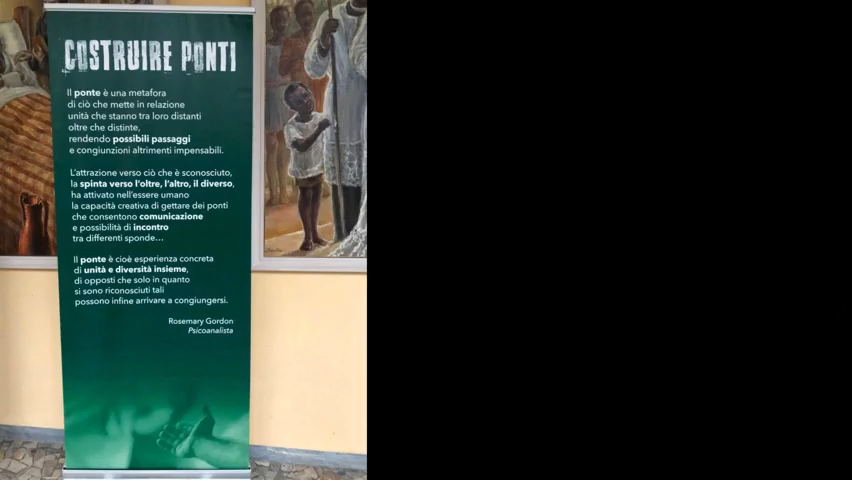 COSTRUIRE PONTI
Il ponte è una metafora
di ciò che mette in relazione
unità che stanno tra loro distanti
oltre che distinte,
rendendo possibili passaggi
e congiunzioni altrimenti impensabili.
L'attrazione verso ciò che è sconosciuto,
la spinta verso l'oltre, l'altro, il diverso,
ha attivato nell'essere umano
la capacità creativa di gettare dei ponti
che consentono comunicazione
e possibilità di incontro
tra differenti sponde...
Il ponte è cioè esperienza concreta
di unità e diversità insieme,
di opposti che solo in quanto
si sono riconosciuti tali
possono infine arrivare a congiungersi.
Rosemary Gordon
Psicoanalista